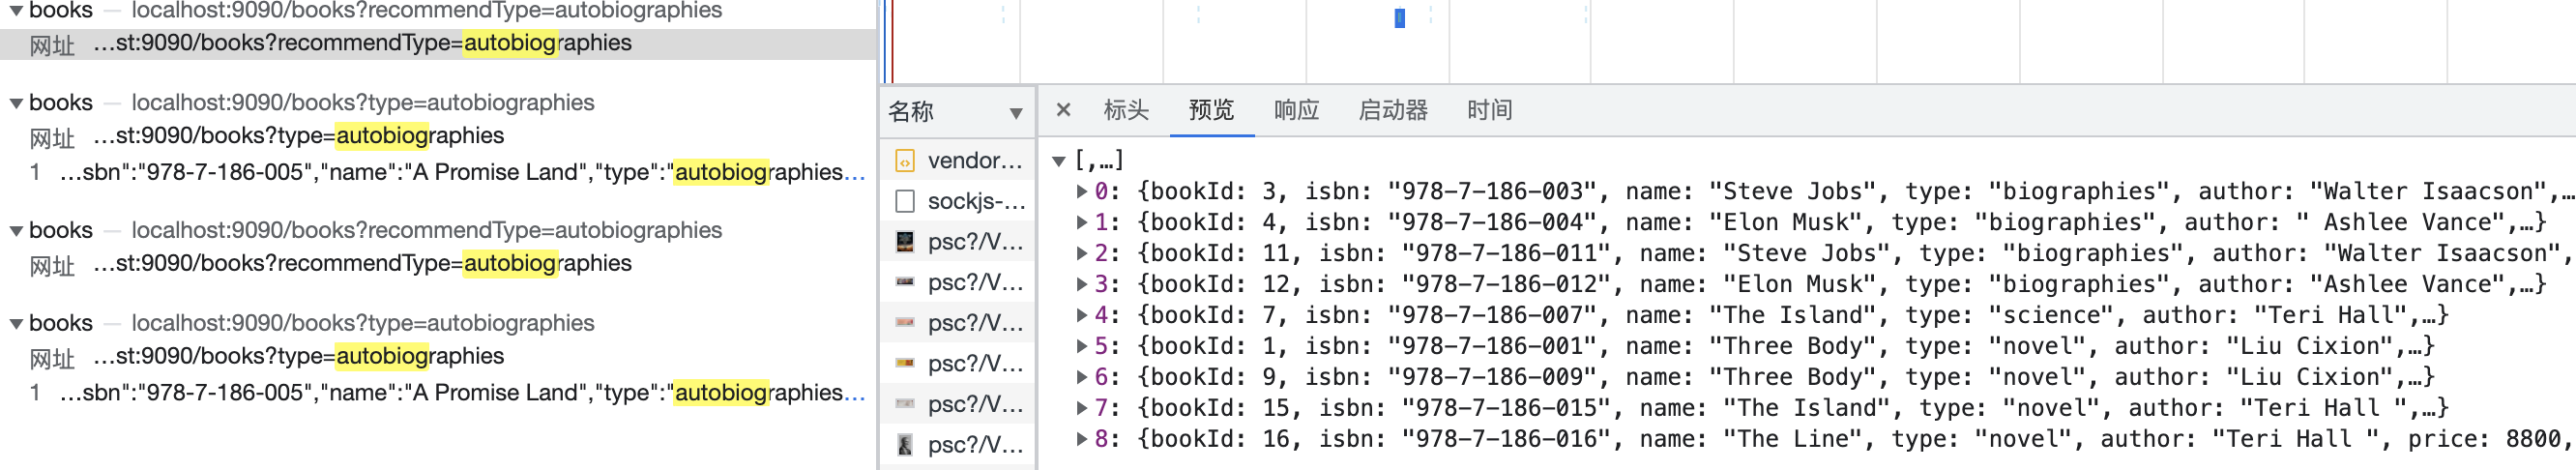 ▼ books — localhost:9090/books?recommendType=autobiographies
网址 …st:9090/books?recommendType=autobiographies
▼ books — localhost:9090/books?type=autobiographies
网址 …st:9090/books?type=autobiographies
1 …sbn":"978-7-186-005","name":"A Promise Land","type":"autobiographies…
▼ books — localhost:9090/books?recommendType=autobiographies
网址 …st:9090/books?recommendType=autobiographies
▼ books — localhost:9090/books?type=autobiographies
网址 …st:9090/books?type=autobiographies
1 …sbn":"978-7-186-005","name":"A Promise Land","type":"autobiographies…
名称 ▼
vendor…
sockjs-…
psc?/V…
psc?/V…
psc?/V…
psc?/V…
psc?/V…
psc?/V…
× 标头 预览 响应 启动器 时间
▼ [,…]
▶ 0: {bookId: 3, isbn: "978-7-186-003", name: "Steve Jobs", type: "biographies", author: "Walter Isaacson",…
▶ 1: {bookId: 4, isbn: "978-7-186-004", name: "Elon Musk", type: "biographies", author: " Ashlee Vance",…}
▶ 2: {bookId: 11, isbn: "978-7-186-011", name: "Steve Jobs", type: "biographies", author: "Walter Isaacson",
▶ 3: {bookId: 12, isbn: "978-7-186-012", name: "Elon Musk", type: "biographies", author: "Ashlee Vance",…}
▶ 4: {bookId: 7, isbn: "978-7-186-007", name: "The Island", type: "science", author: "Teri Hall",…}
▶ 5: {bookId: 1, isbn: "978-7-186-001", name: "Three Body", type: "novel", author: "Liu Cixion",…}
▶ 6: {bookId: 9, isbn: "978-7-186-009", name: "Three Body", type: "novel", author: "Liu Cixion",…}
▶ 7: {bookId: 15, isbn: "978-7-186-015", name: "The Island", type: "novel", author: "Teri Hall ",…}
▶ 8: {bookId: 16, isbn: "978-7-186-016", name: "The Line", type: "novel", author: "Teri Hall ", price: 8800,